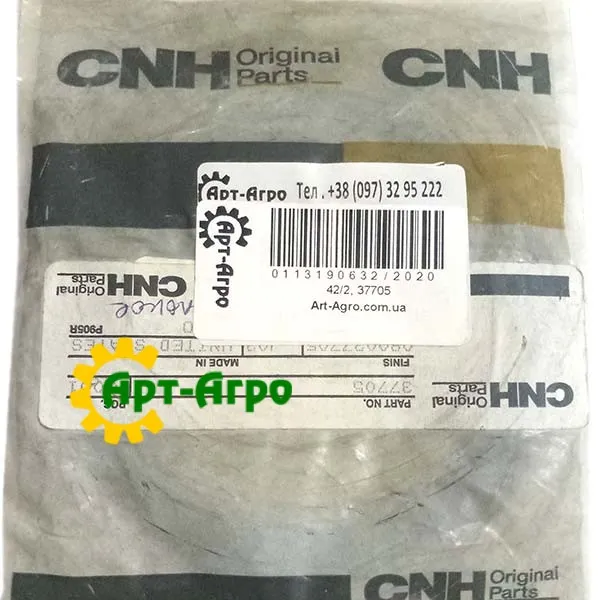 CNH Original Parts CNH
Арт-Агро Тел . +38 (097) 32 95 222
Арт-Агро
0113190632/2020
42/2, 37705
Art-Agro.com.ua
CNH Original Parts
P905R
UNITED STATES
FINIS
MADE IN
37705
PART NO.
CNH Original Parts
Арт-Агро
CNH Original Parts